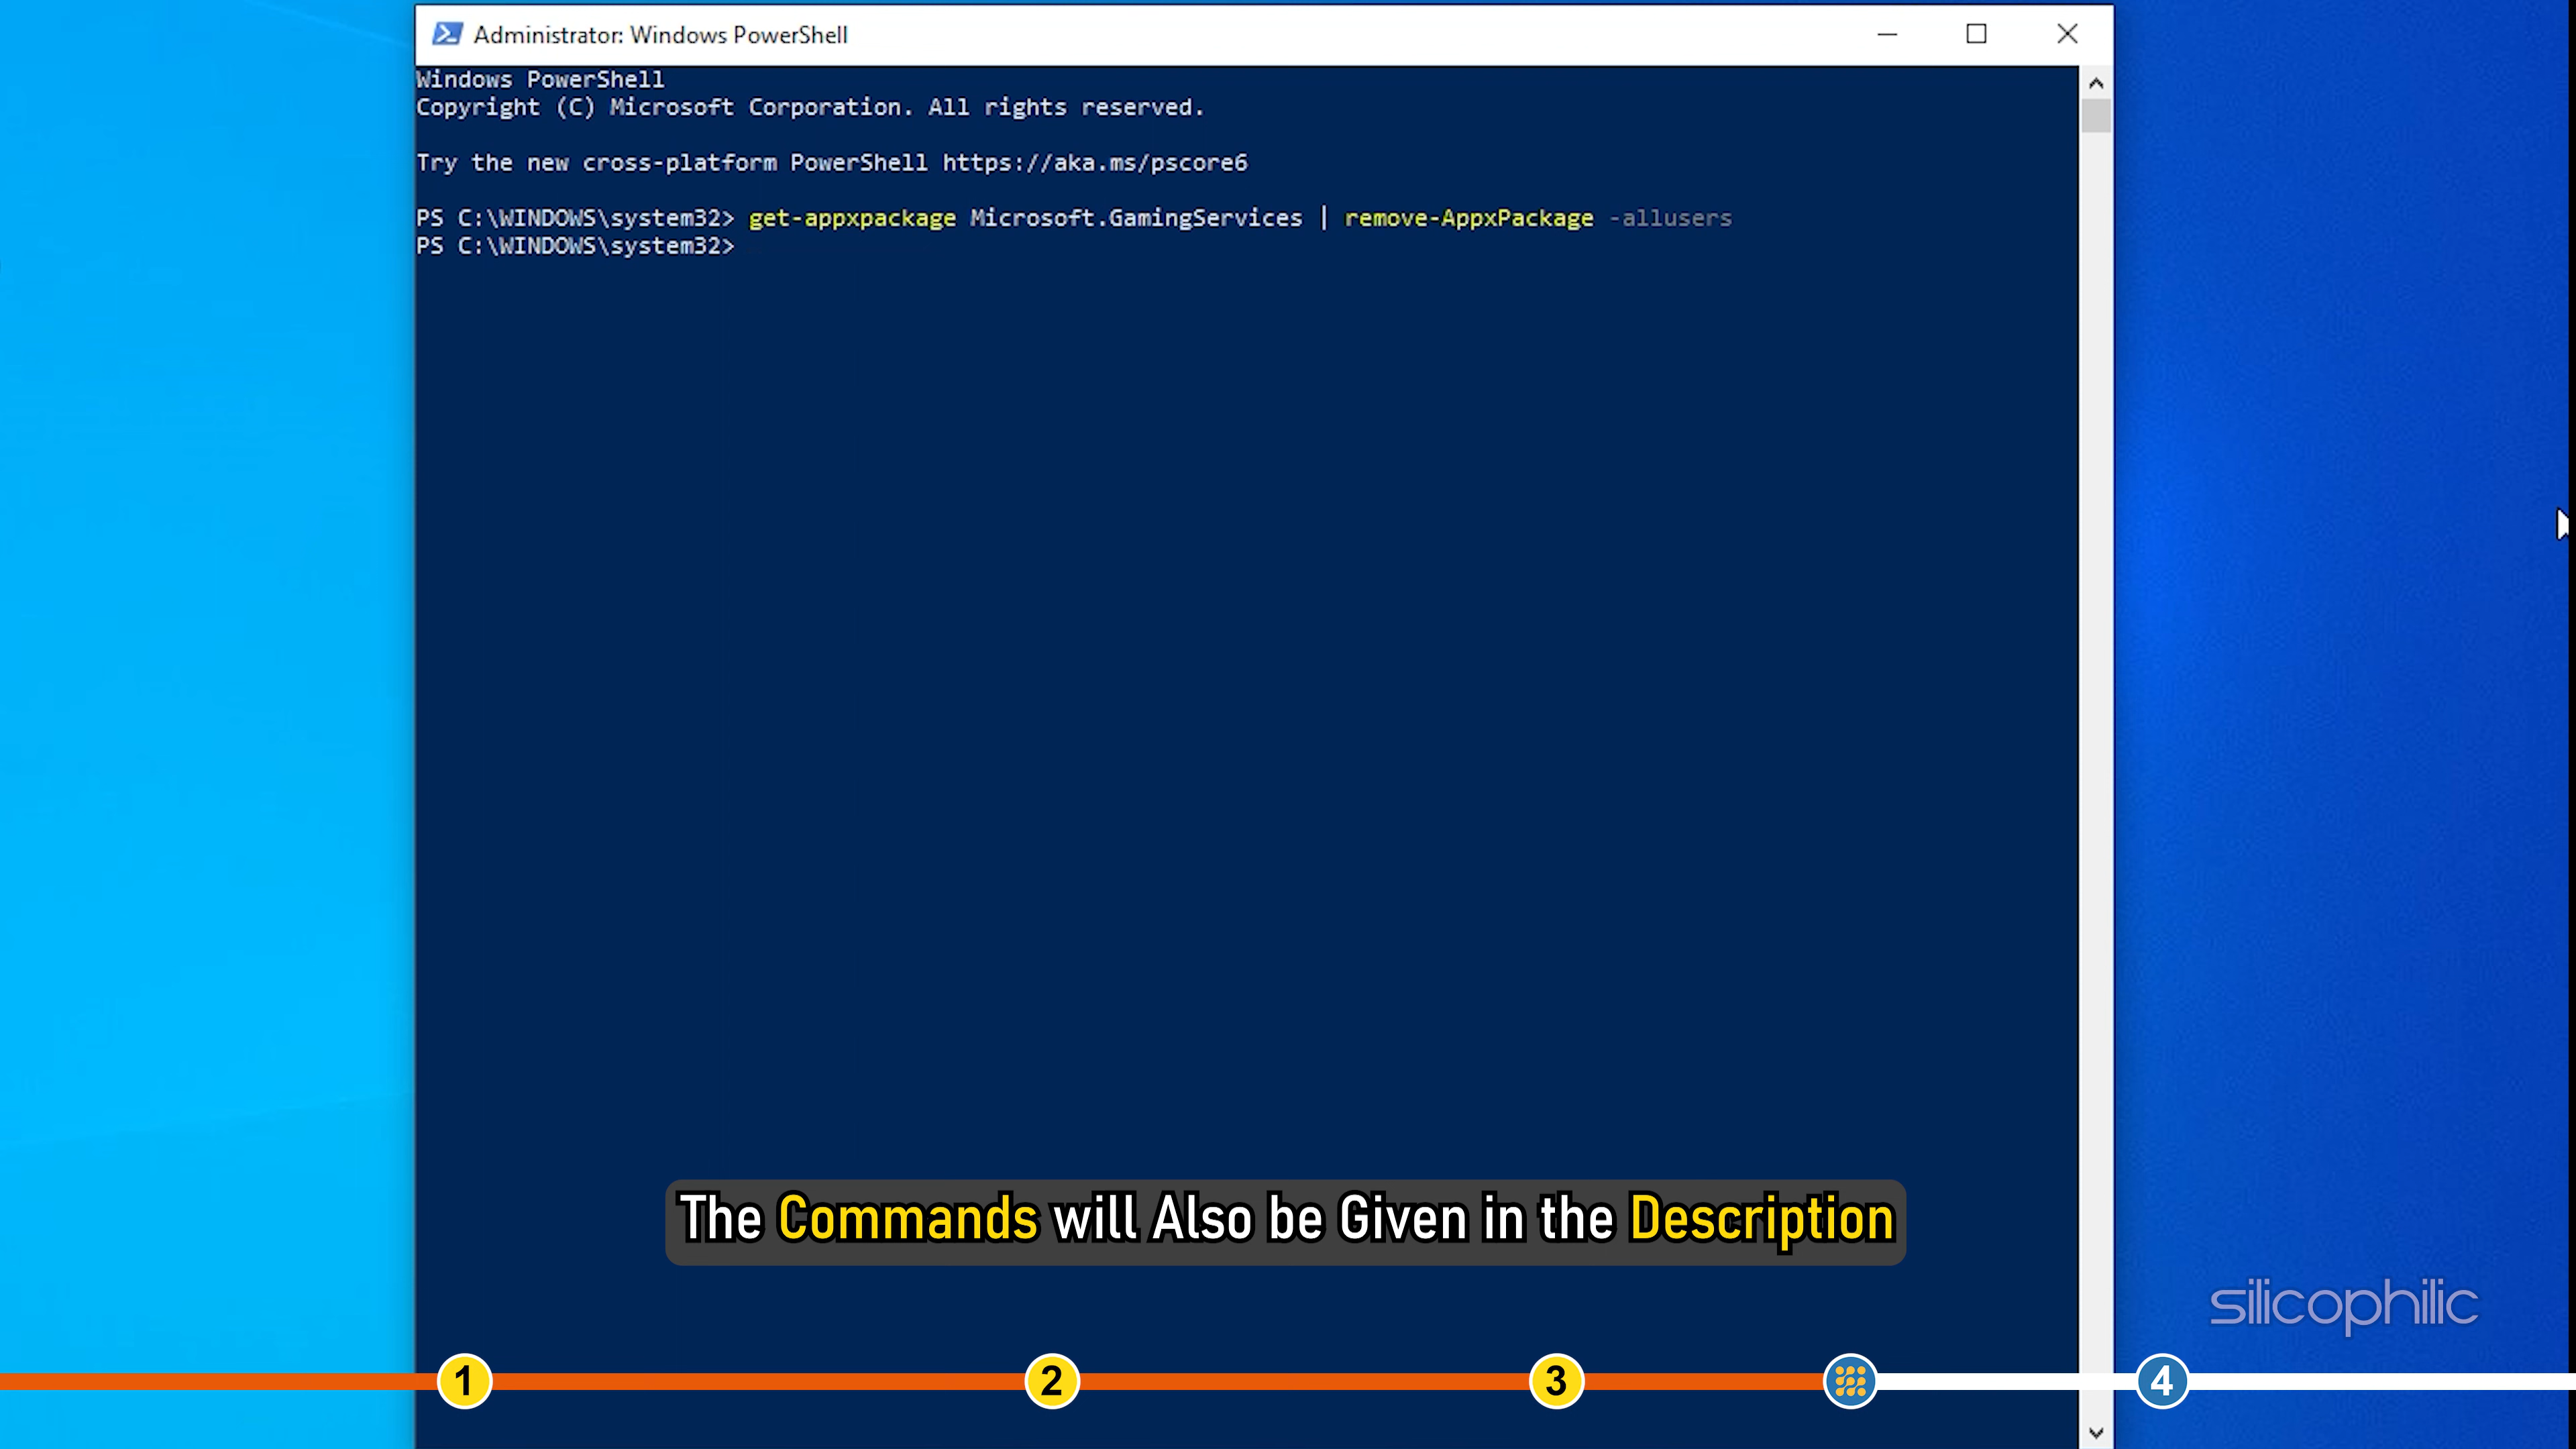 Administrator: Windows PowerShell
Windows PowerShell
Copyright (C) Microsoft Corporation. All rights reserved.
Try the new cross-platform PowerShell https://aka.ms/pscore6
PS C:\WINDOWS\system32> get-appxpackage Microsoft.GamingServices | remove-AppxPackage -allusers
PS C:\WINDOWS\system32>
The Commands will Also be Given in the Description
silicophilic
1 2 3 4